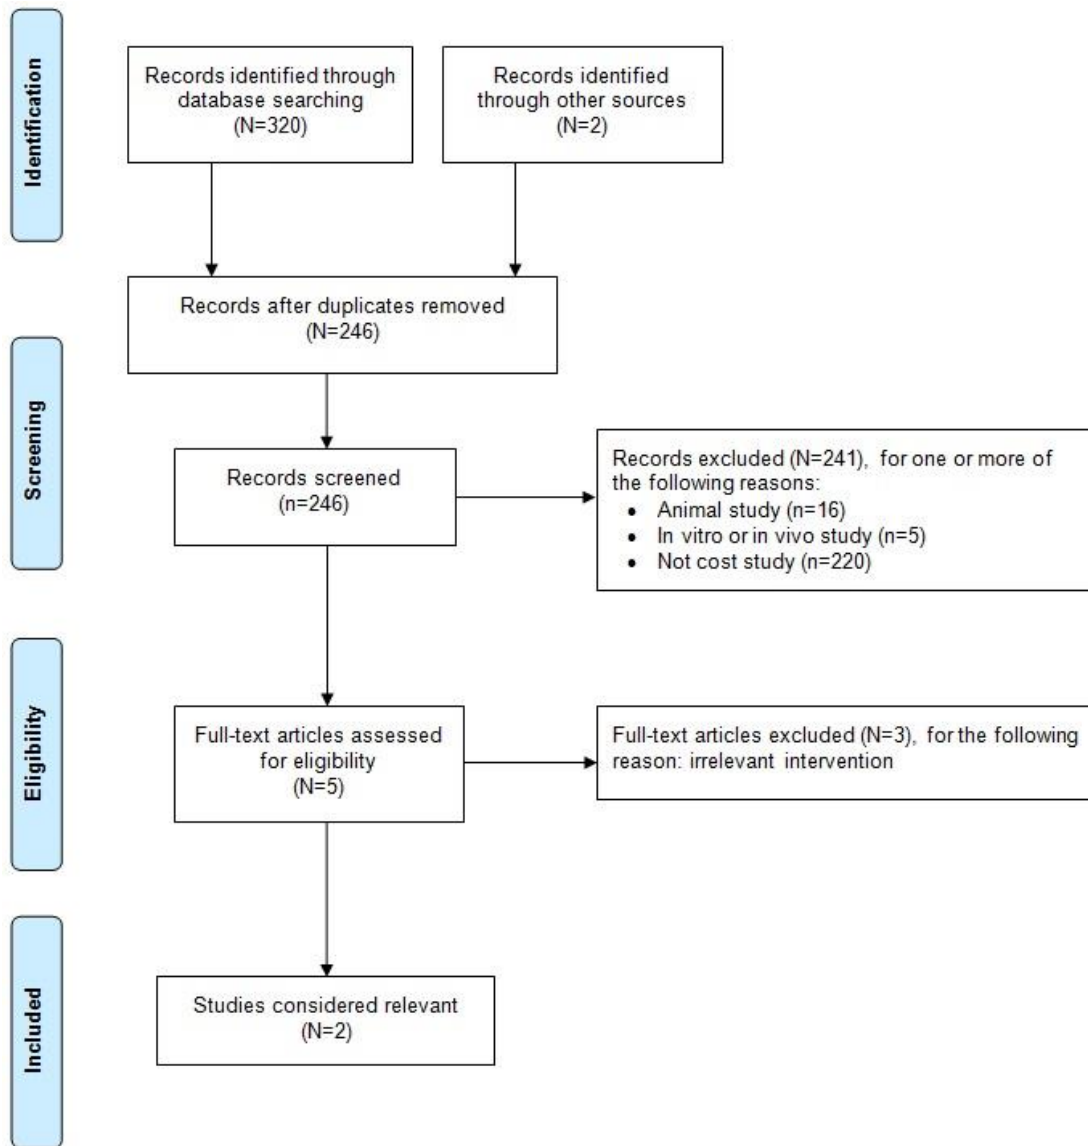 Identification
Records identified through
database searching
(N=320)
Records identified
through other sources
(N=2)
Records after duplicates removed
(N=246)
Screening
Records screened
(n=246)
Records excluded (N=241), for one or more of
the following reasons:
• Animal study (n=16)
• In vitro or in vivo study (n=5)
• Not cost study (n=220)
Eligibility
Full-text articles assessed
for eligibility
(N=5)
Full-text articles excluded (N=3), for the following
reason: irrelevant intervention
Included
Studies considered relevant
(N=2)